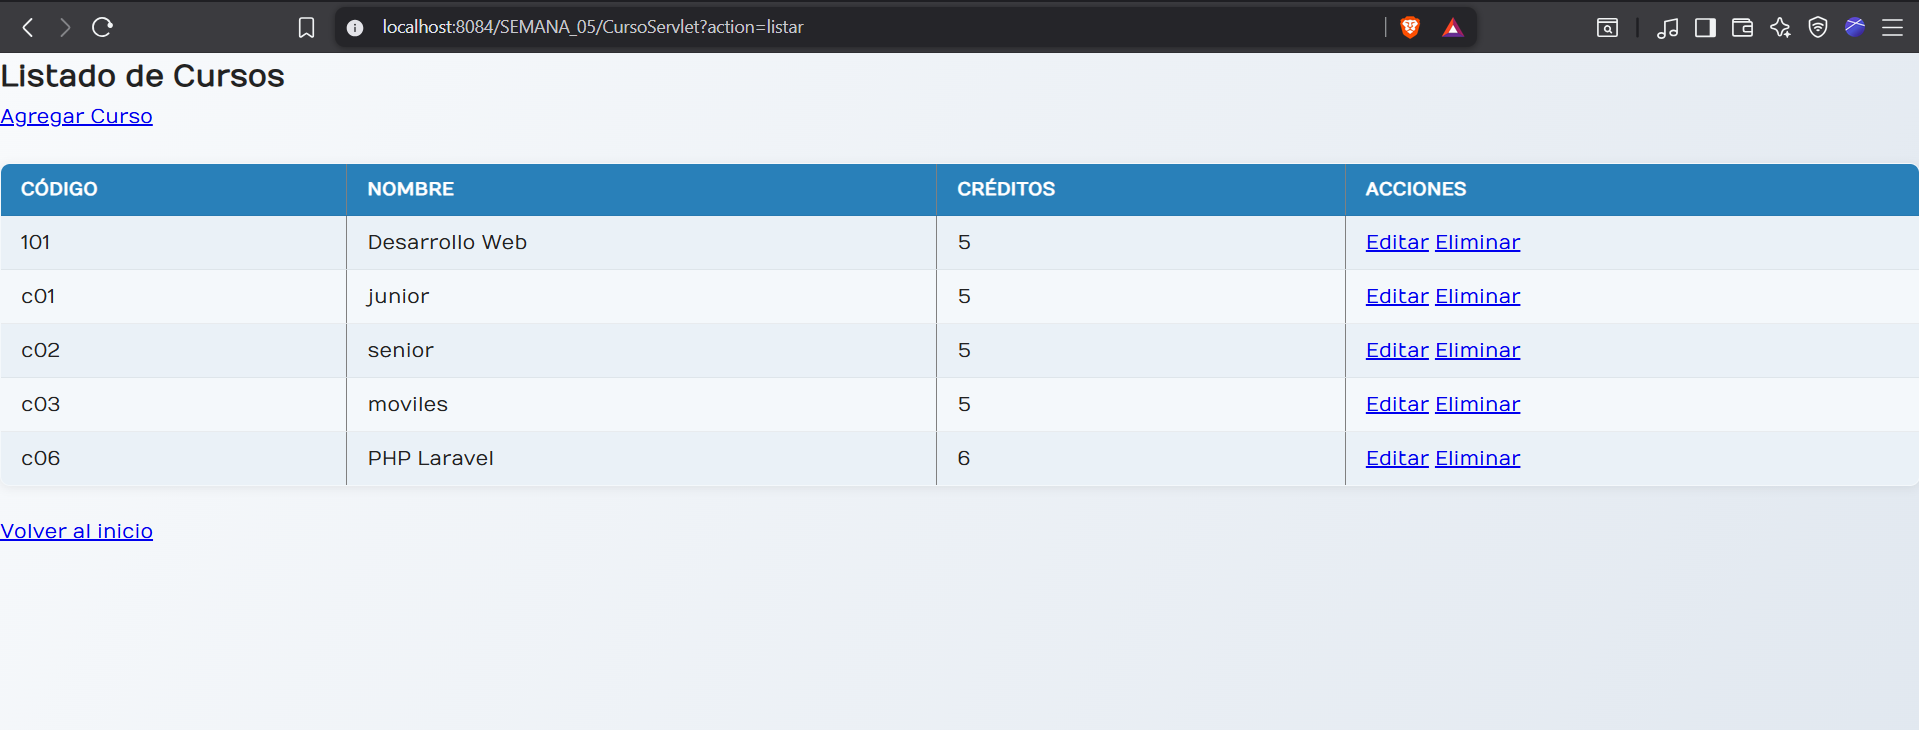 localhost:8084/SEMANA_05/CursoServlet?action=listar
Listado de Cursos
Agregar Curso
CÓDIGO NOMBRE CRÉDITOS ACCIONES
101 Desarrollo Web 5 Editar Eliminar
c01 junior 5 Editar Eliminar
c02 senior 5 Editar Eliminar
c03 moviles 5 Editar Eliminar
c06 PHP Laravel 6 Editar Eliminar
Volver al inicio